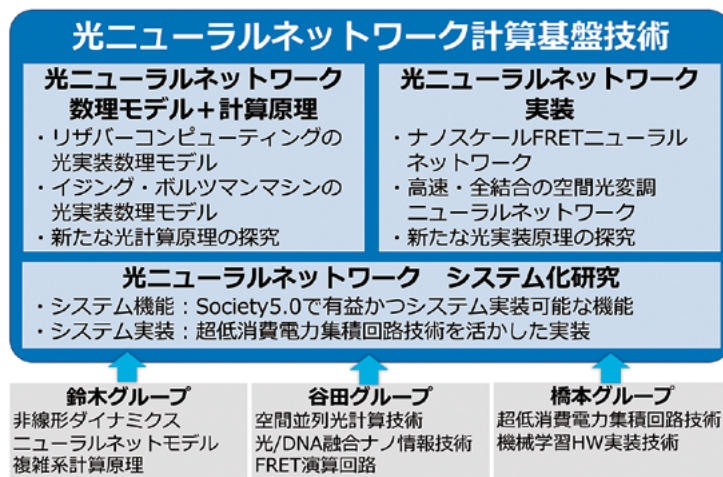 光ニューラルネットワーク計算基盤技術
光ニューラルネットワーク
数理モデル＋計算原理
・リザバーコンピューティングの
光実装数理モデル
・イジング・ボルツマンマシンの
光実装数理モデル
・新たな光計算原理の探究
光ニューラルネットワーク
実装
・ナノスケールFRETニューラル
ネットワーク
・高速・全結合の空間光変調
ニューラルネットワーク
・新たな光実装原理の探究
光ニューラルネットワーク　システム化研究
・システム機能：Society5.0で有益かつシステム実装可能な機能
・システム実装：超低消費電力集積回路技術を活かした実装
鈴木グループ
非線形ダイナミクス
ニューラルネットモデル
複雑系計算原理
谷田グループ
空間並列光計算技術
光/DNA融合ナノ情報技術
FRET演算回路
橋本グループ
超低消費電力集積回路技術
機械学習HW実装技術